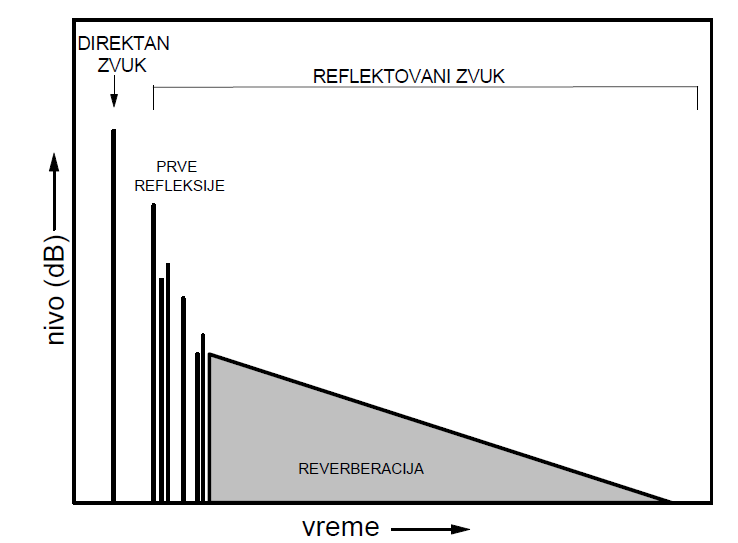 DIREKTAN
ZVUK
REFLEKTOVANI ZVUK
PRVE
REFLEKSIJE
nivo (dB)
REVERBERACIJA
vreme